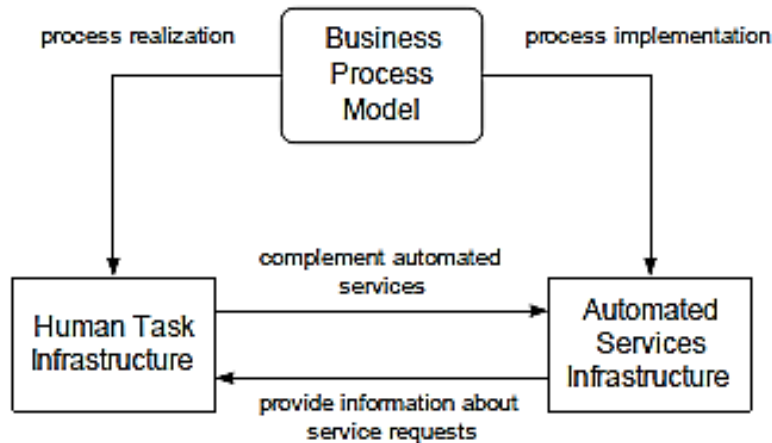 process realization
Business
Process
Model
process implementation
complement automated
services
Human Task
Infrastructure
Automated
Services
Infrastructure
provide information about
service requests